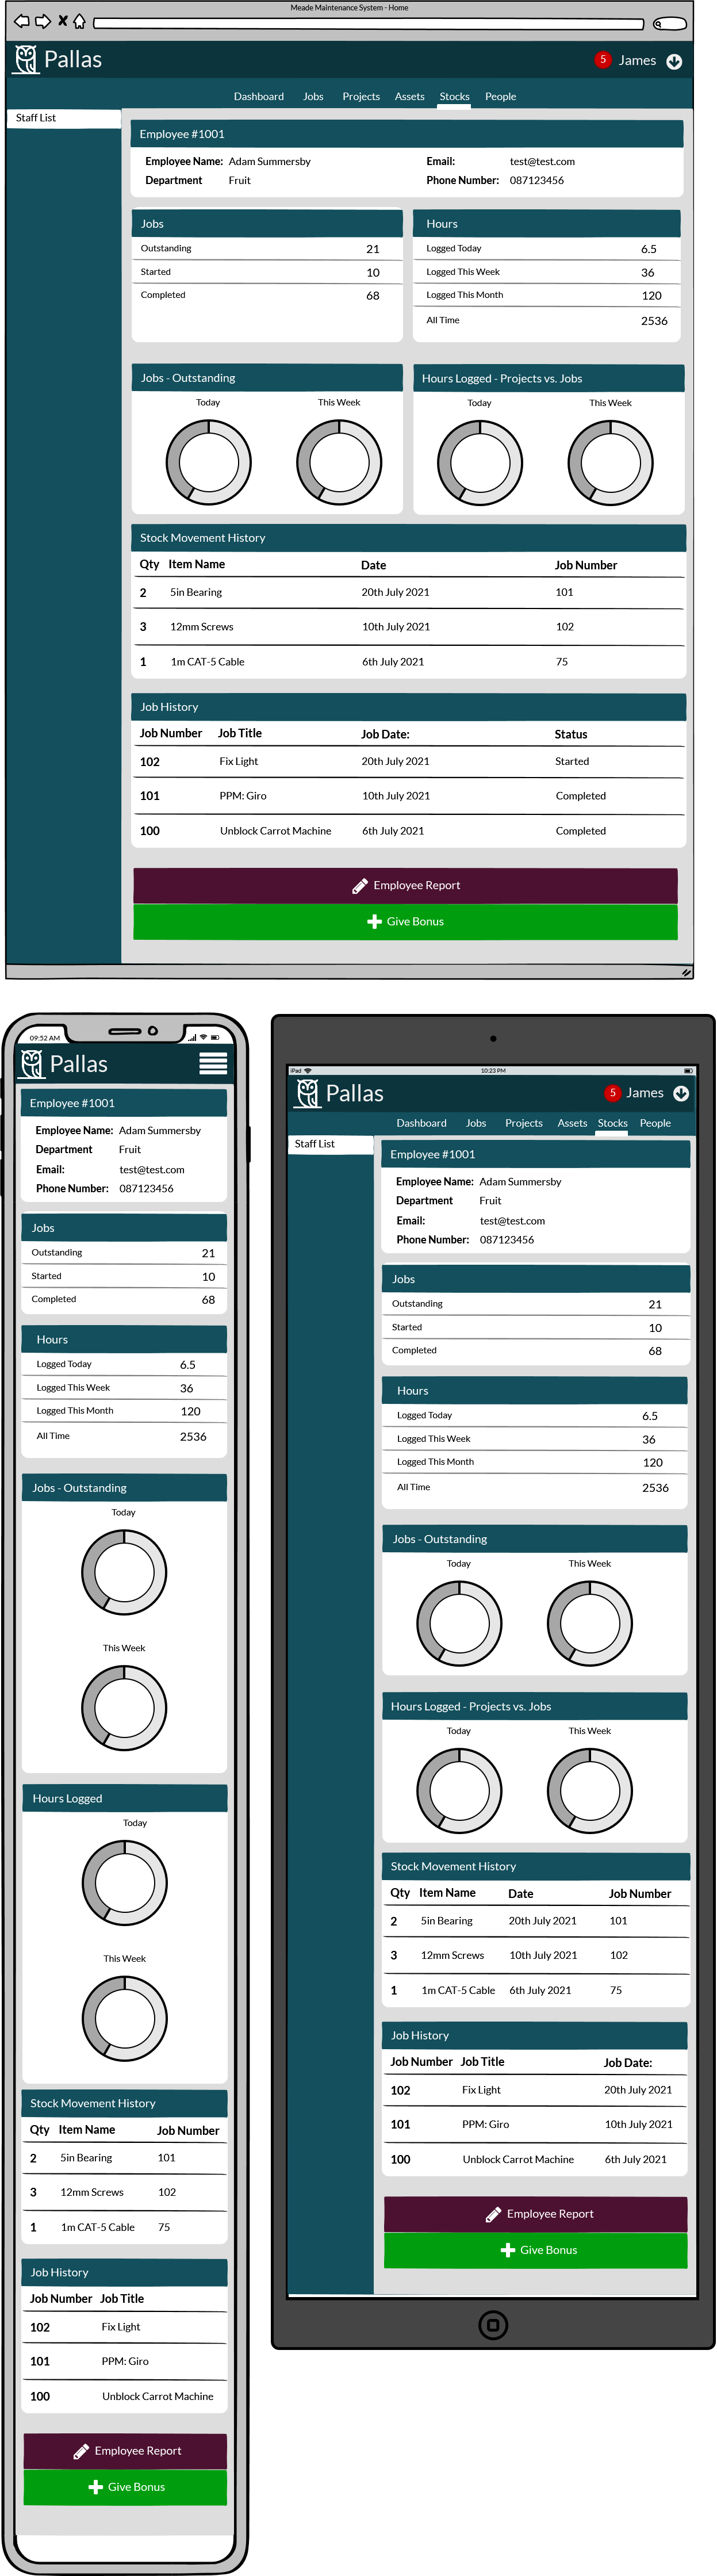 Meade Maintenance System - Home
Pallas
5 James
Dashboard Jobs Projects Assets Stocks People
Staff List
Employee #1001
Employee Name: Adam Summersby Email: test@test.com
Department Fruit Phone Number: 087123456
Jobs
Outstanding 21
Started 10
Completed 68
Hours
Logged Today 6.5
Logged This Week 36
Logged This Month 120
All Time 2536
Jobs - Outstanding
Today This Week
Hours Logged - Projects vs. Jobs
Today This Week
Stock Movement History
Qty Item Name Date Job Number
2 5in Bearing 20th July 2021 101
3 12mm Screws 10th July 2021 102
1 1m CAT-5 Cable 6th July 2021 75
Job History
Job Number Job Title Job Date: Status
102 Fix Light 20th July 2021 Started
101 PPM: Giro 10th July 2021 Completed
100 Unblock Carrot Machine 6th July 2021 Completed
Employee Report
Give Bonus
09:52 AM
Pallas
Employee #1001
Employee Name: Adam Summersby
Department Fruit
Email: test@test.com
Phone Number: 087123456
Jobs
Outstanding 21
Started 10
Completed 68
Hours
Logged Today 6.5
Logged This Week 36
Logged This Month 120
All Time 2536
Jobs - Outstanding
Today
This Week
Hours Logged
Today
This Week
Stock Movement History
Qty Item Name Job Number
2 5in Bearing 101
3 12mm Screws 102
1 1m CAT-5 Cable 75
Job History
Job Number Job Title
102 Fix Light
101 PPM: Giro
100 Unblock Carrot Machine
Employee Report
Give Bonus
iPad 10:23 PM
Pallas
5 James
Dashboard Jobs Projects Assets Stocks People
Staff List
Employee #1001
Employee Name: Adam Summersby
Department Fruit
Email: test@test.com
Phone Number: 087123456
Jobs
Outstanding 21
Started 10
Completed 68
Hours
Logged Today 6.5
Logged This Week 36
Logged This Month 120
All Time 2536
Jobs - Outstanding
Today This Week
Hours Logged - Projects vs. Jobs
Today This Week
Stock Movement History
Qty Item Name Date Job Number
2 5in Bearing 20th July 2021 101
3 12mm Screws 10th July 2021 102
1 1m CAT-5 Cable 6th July 2021 75
Job History
Job Number Job Title Job Date:
102 Fix Light 20th July 2021
101 PPM: Giro 10th July 2021
100 Unblock Carrot Machine 6th July 2021
Employee Report
Give Bonus